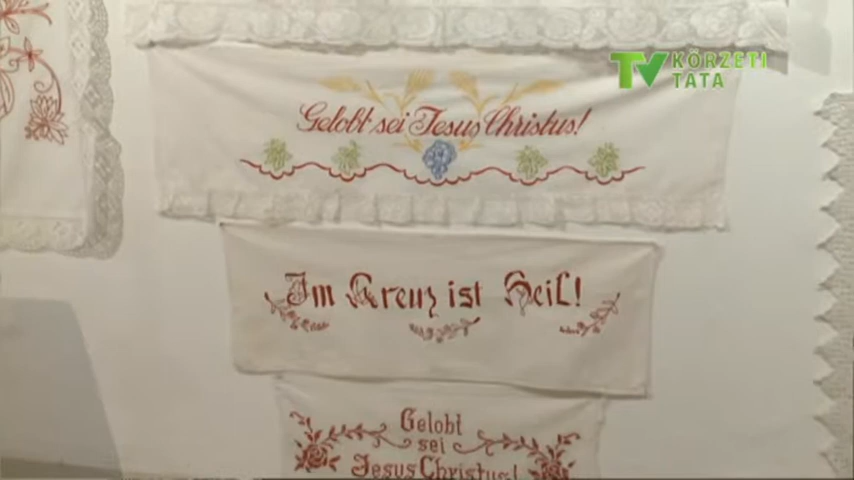 TV KÖRZETI
TATA
Gelobt sei Jesus Christus!
Im Kreuz ist Heil!
Gelobt
sei
Jesus Christus!